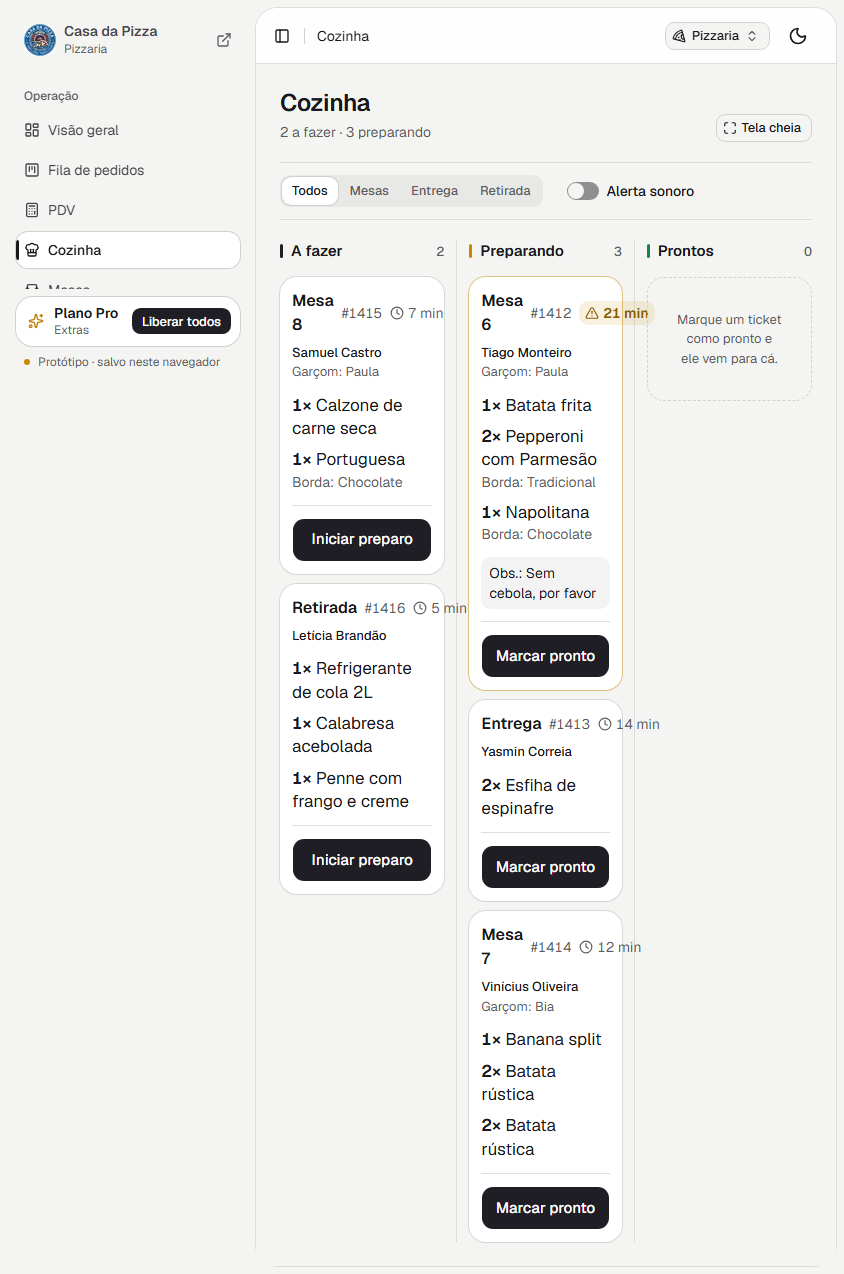 Casa da Pizza
Pizzaria
Operação
Visão geral
Fila de pedidos
PDV
Cozinha
Plano Pro
Extras
Liberar todos
Protótipo · salvo neste navegador
Cozinha
Pizzaria
Cozinha
2 a fazer · 3 preparando
Tela cheia
Todos
Mesas
Entrega
Retirada
Alerta sonoro
A fazer
2
Mesa
8
#1415
7 min
Samuel Castro
Garçom: Paula
1× Calzone de
carne seca
1× Portuguesa
Borda: Chocolate
Iniciar preparo
Retirada
#1416
5 min
Letícia Brandão
1× Refrigerante
de cola 2L
1× Calabresa
acebolada
1× Penne com
frango e creme
Iniciar preparo
Preparando
3
Mesa
6
#1412
21 min
Tiago Monteiro
Garçom: Paula
1× Batata frita
2× Pepperoni
com Parmesão
Borda: Tradicional
1× Napolitana
Borda: Chocolate
Obs.: Sem
cebola, por favor
Marcar pronto
Entrega
#1413
14 min
Yasmin Correia
2× Esfiha de
espinafre
Marcar pronto
Mesa
7
#1414
12 min
Vinícius Oliveira
Garçom: Bia
1× Banana split
2× Batata
rústica
2× Batata
rústica
Marcar pronto
Prontos
0
Marque um ticket
como pronto e
ele vem para cá.